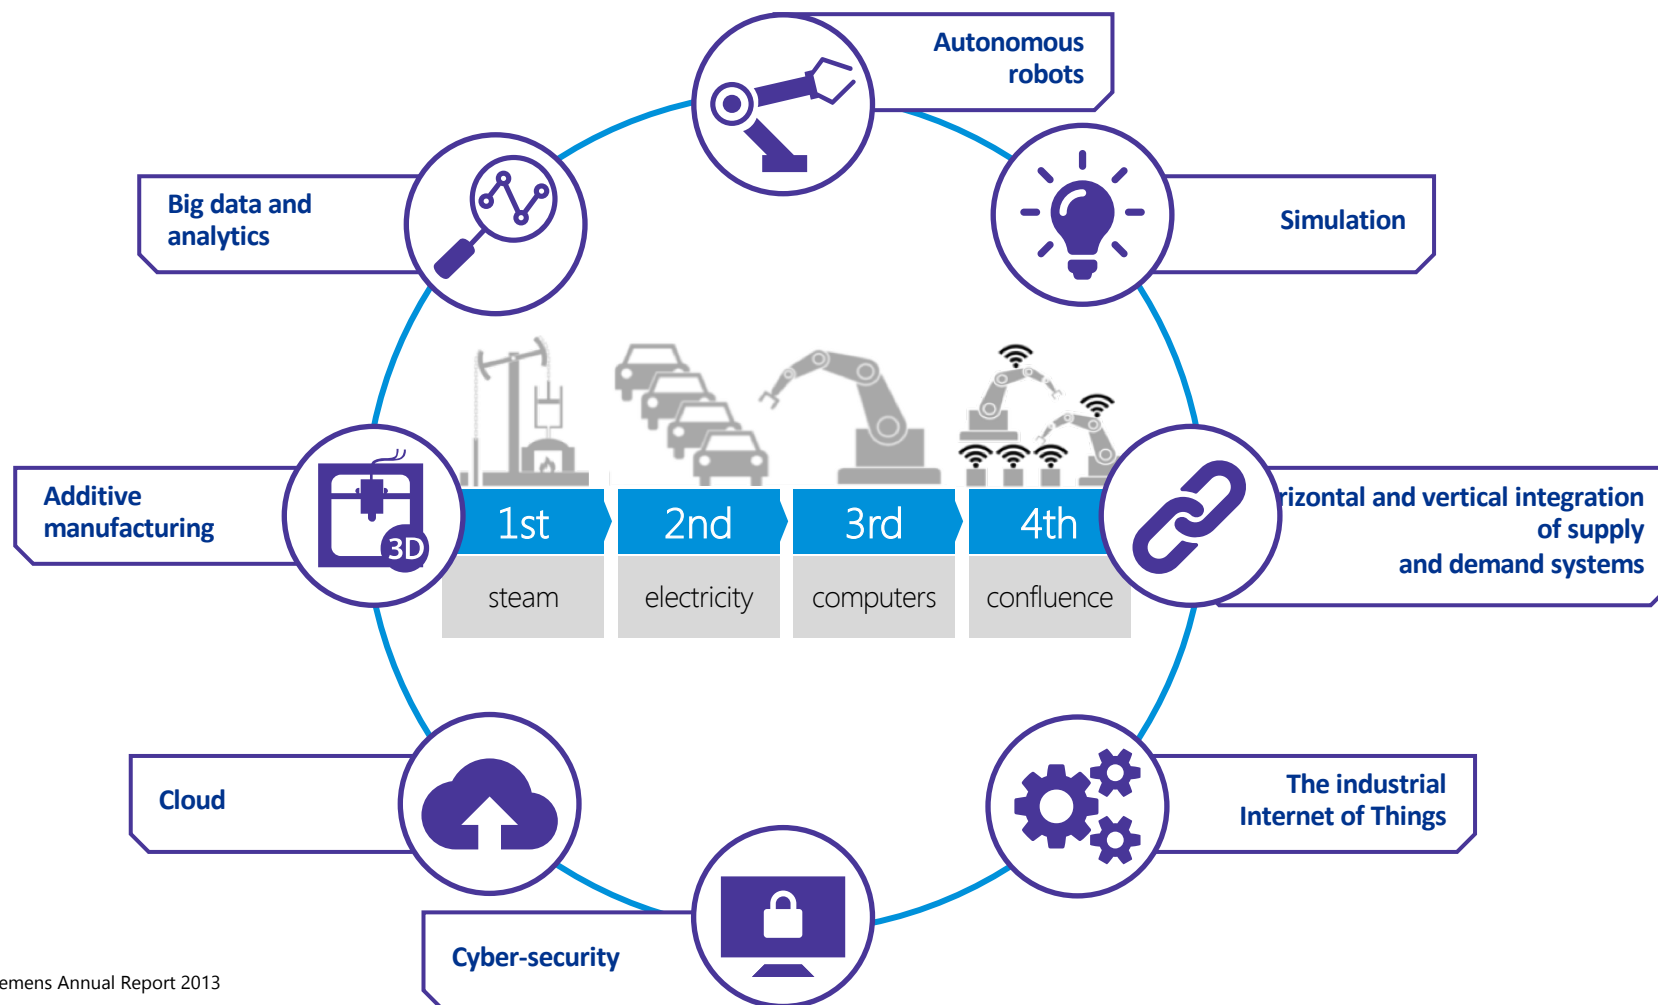 Autonomous
robots
Big data and
analytics
Simulation
Additive
manufacturing
3D
1st
2nd
3rd
4th
steam
electricity
computers
confluence
rizontal and vertical integration
of supply
and demand systems
Cloud
The industrial
Internet of Things
Cyber-security
emens Annual Report 2013